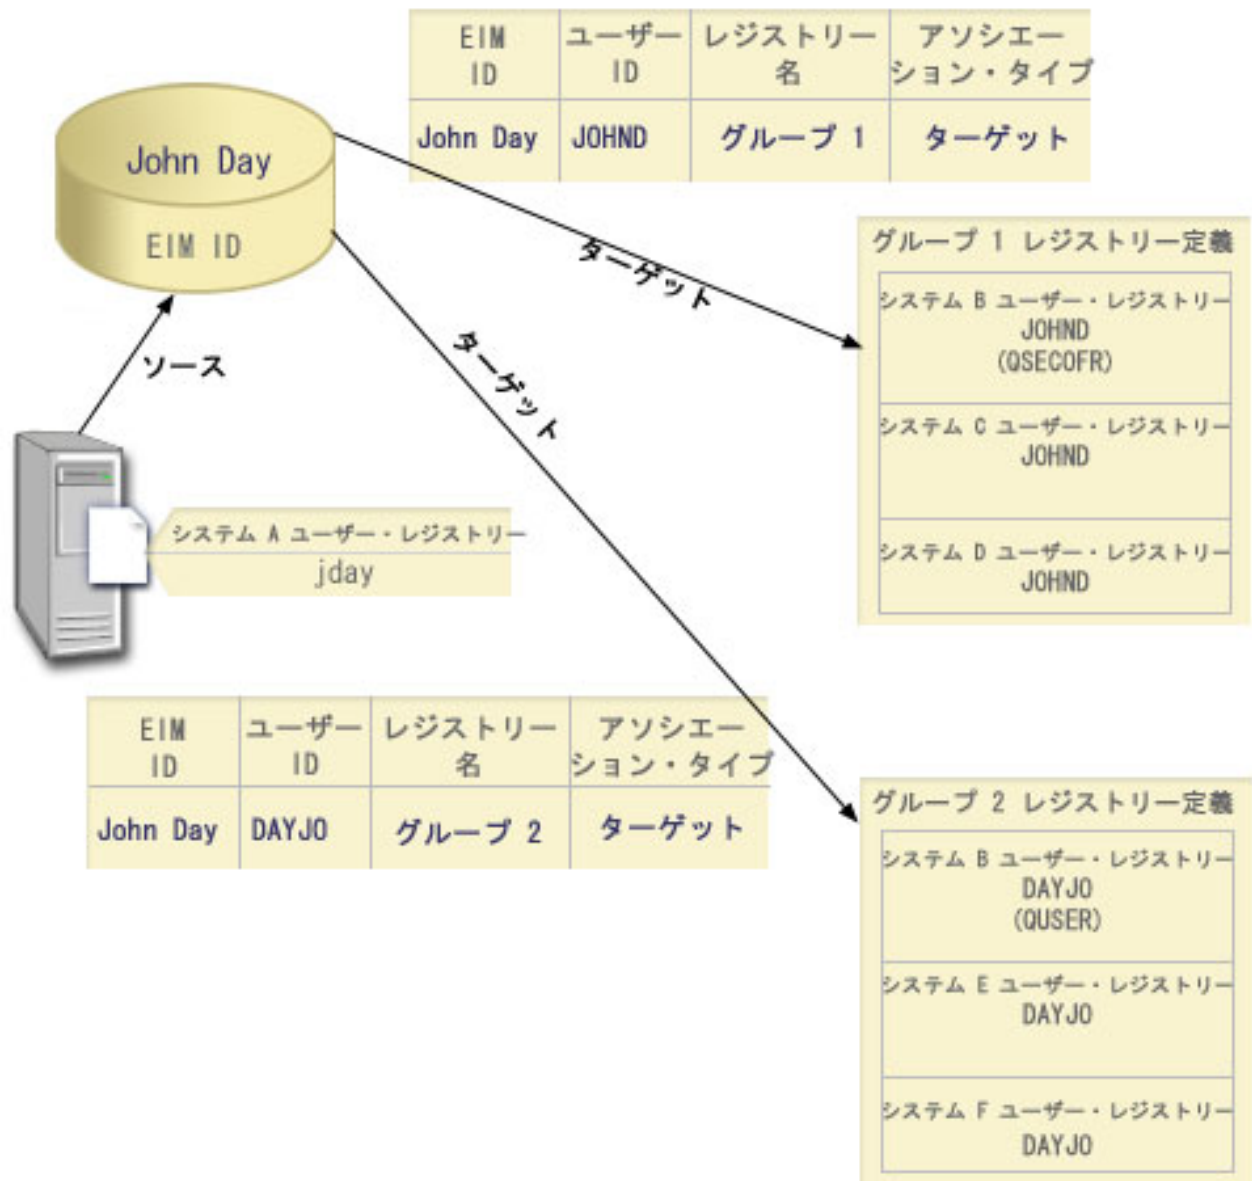 EIM ID
ユーザー ID
レジストリー名
アソシエーション・タイプ
John Day
JOHND
グループ 1
ターゲット
John Day
EIM ID
ターゲット
ターゲット
ソース
グループ 1 レジストリー定義
システム B ユーザー・レジストリー
JOHND
(QSECOFR)
システム C ユーザー・レジストリー
JOHND
システム D ユーザー・レジストリー
JOHND
システム A ユーザー・レジストリー
jday
EIM ID
ユーザー ID
レジストリー名
アソシエーション・タイプ
John Day
DAYJO
グループ 2
ターゲット
グループ 2 レジストリー定義
システム B ユーザー・レジストリー
DAYJO
(QUSER)
システム E ユーザー・レジストリー
DAYJO
システム F ユーザー・レジストリー
DAYJO